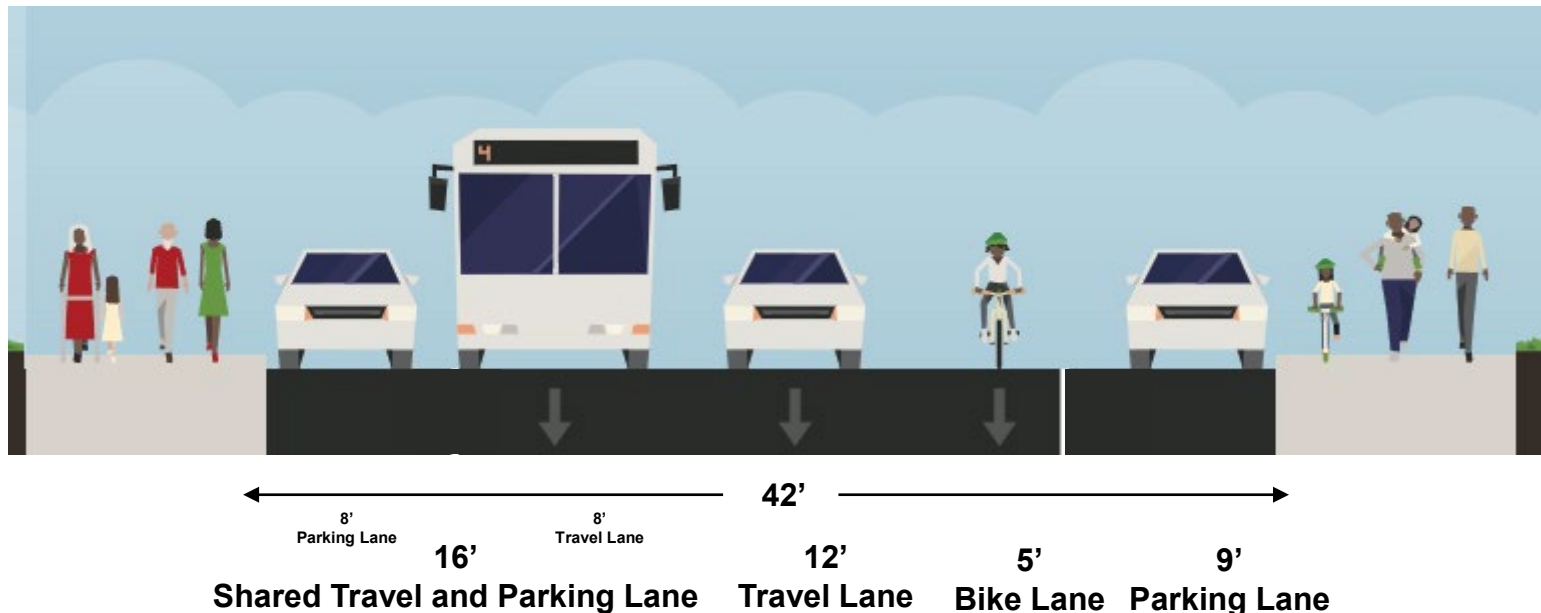 4
42’
8’
Parking Lane
8’
Travel Lane
16’
Shared Travel and Parking Lane
12’
Travel Lane
5’
Bike Lane
9’
Parking Lane